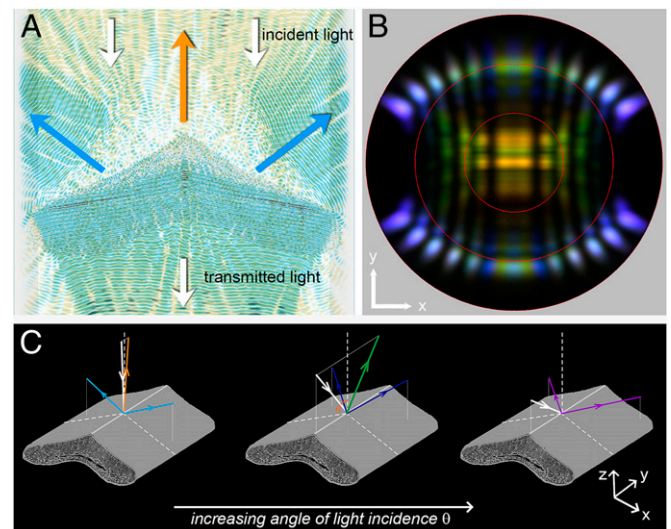 A
incident light
transmitted light
B
y
x
C
z
y
x
increasing angle of light incidence θ